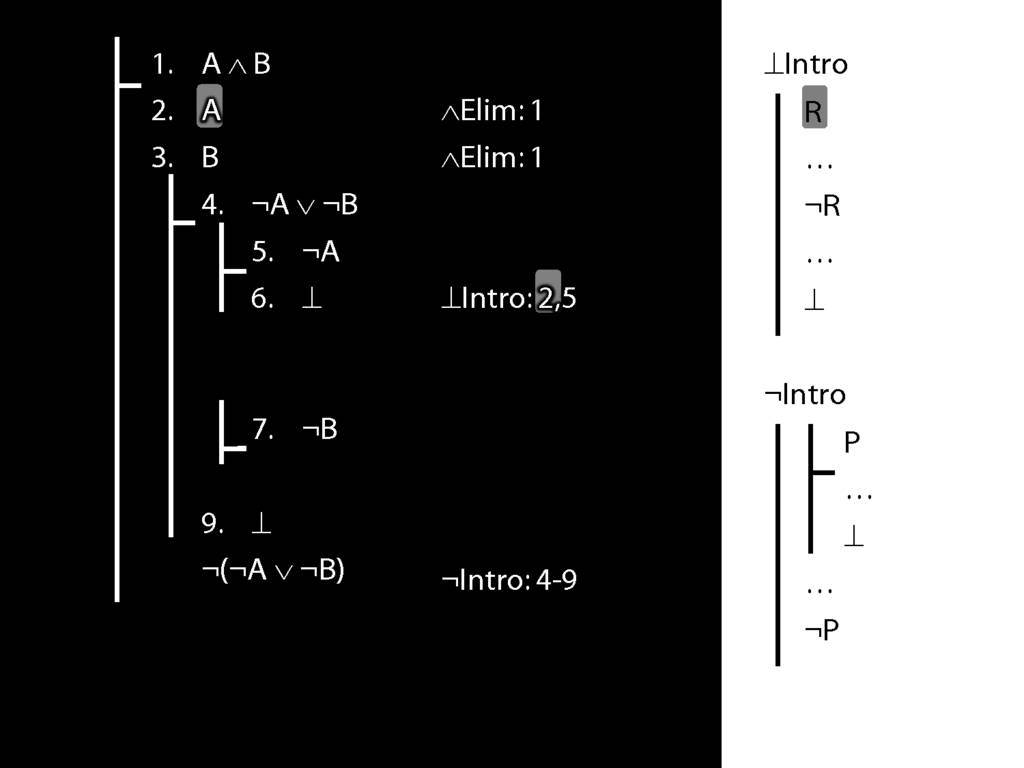 1. A ∧ B
2. A ∧Elim: 1
3. B ∧Elim: 1
4. ¬A ∨ ¬B
5. ¬A
6. ⊥ ⊥Intro: 2,5
7. ¬B
9. ⊥
¬(¬A ∨ ¬B) ¬Intro: 4-9
⊥Intro
R
...
¬R
...
⊥
¬Intro
P
...
⊥
...
¬P